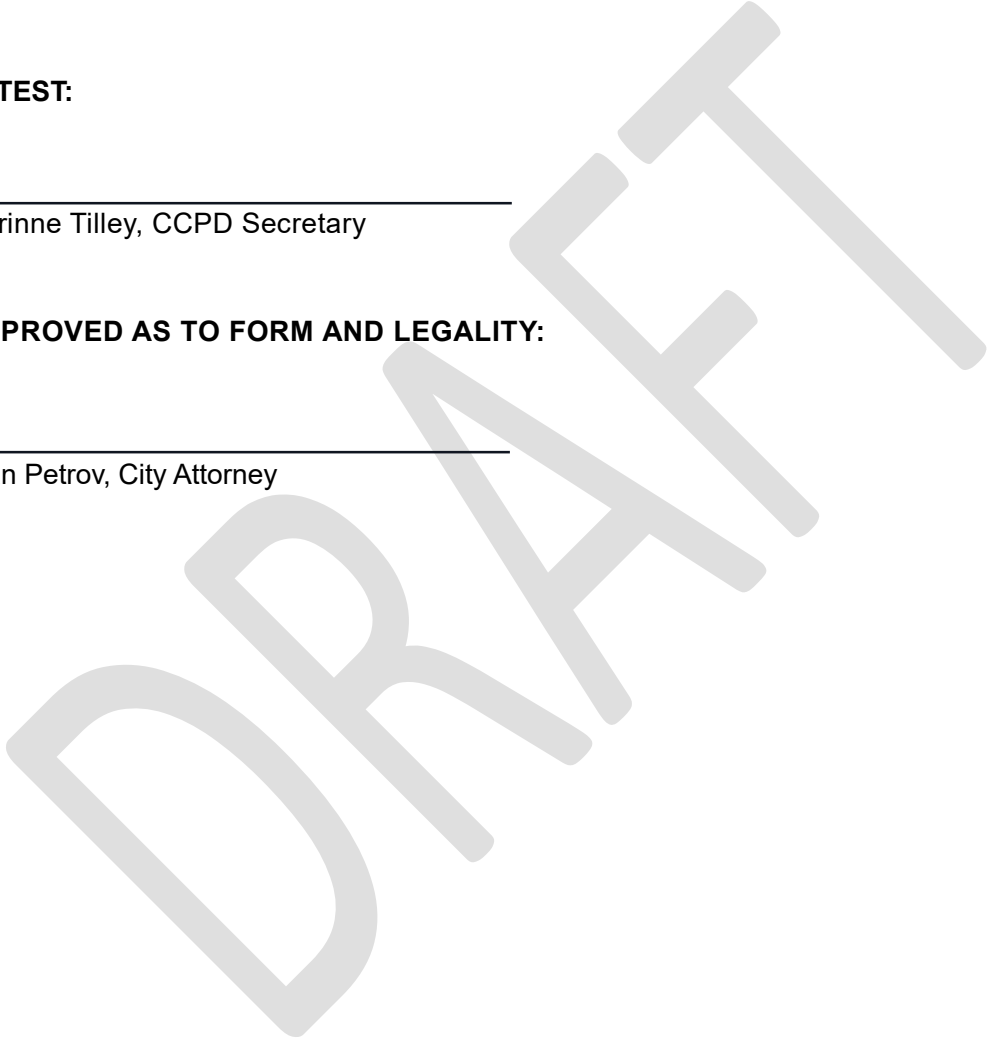 TEST:
rinne Tilley, CCPD Secretary
PROVED AS TO FORM AND LEGALITY:
n Petrov, City Attorney
DRAFT